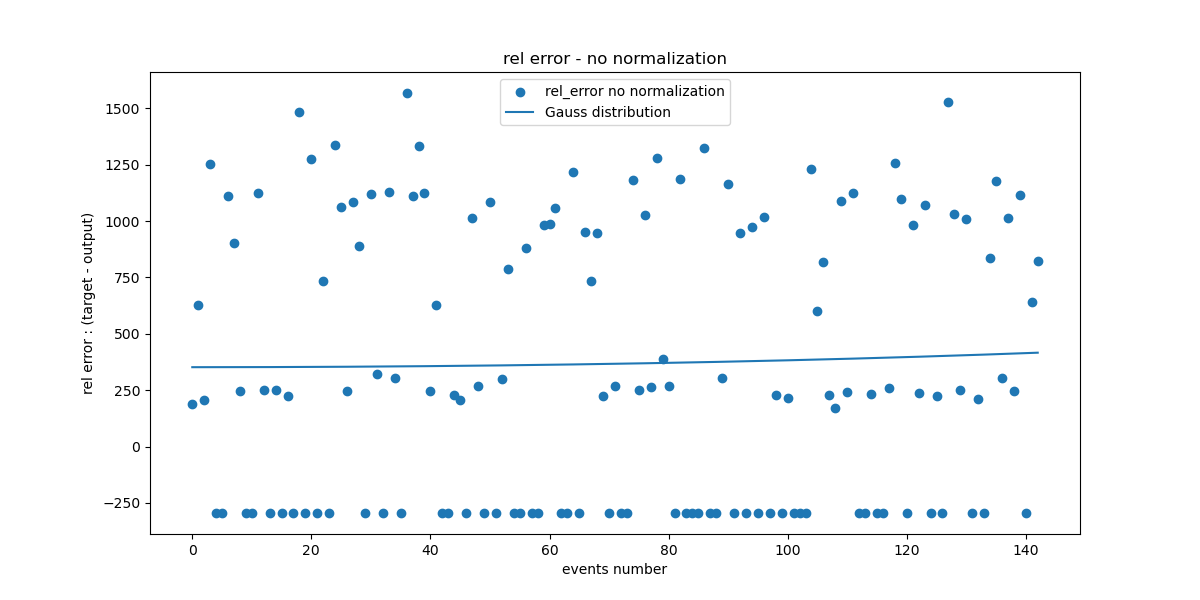 rel error - no normalization
rel_error no normalization
Gauss distribution
rel error : (target - output)
1500
1250
1000
750
500
250
0
−250
0 20 40 60 80 100 120 140
events number